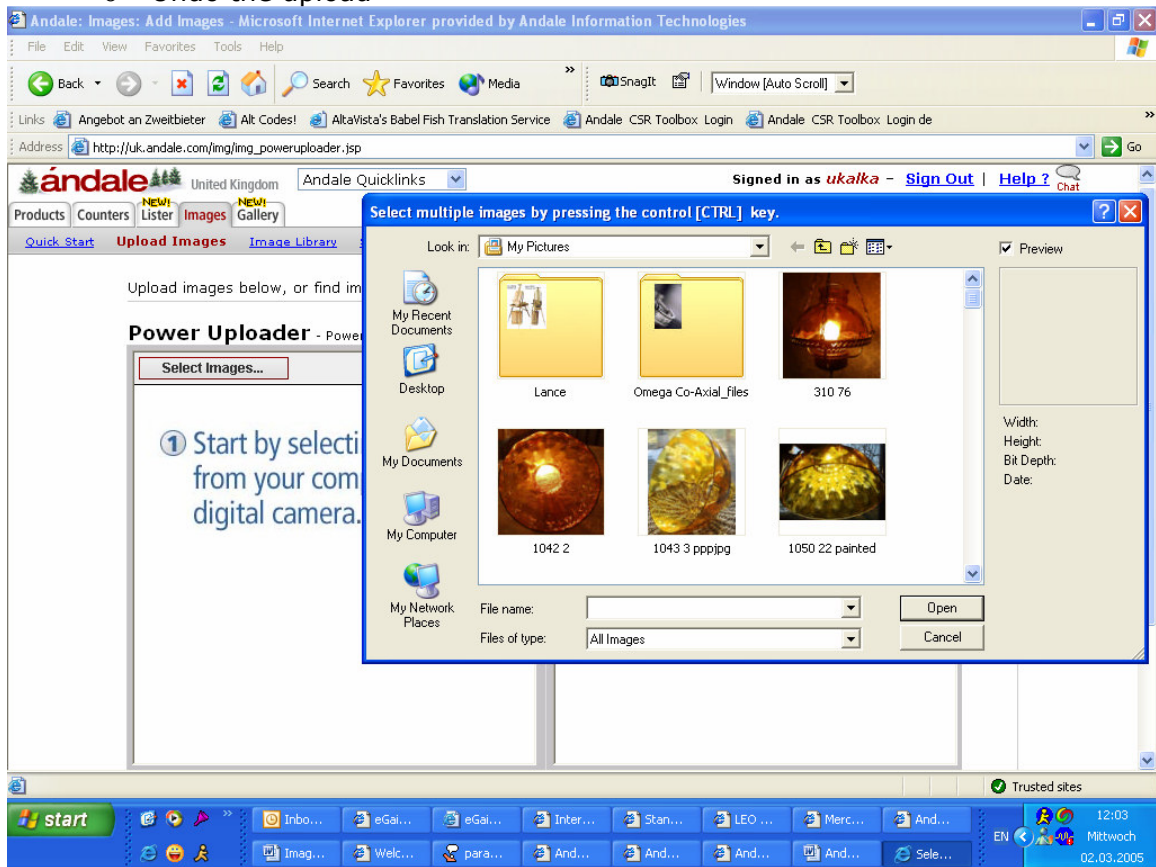 Undo the upload
Andale: Images: Add Images - Microsoft Internet Explorer provided by Andale Information Technologies
File Edit View Favorites Tools Help
Back Search Favorites Media » SnagIt Window [Auto Scroll]
Links Angebot an Zweitbieter Alt Codes! AltaVista's Babel Fish Translation Service Andale CSR Toolbox Login Andale CSR Toolbox Login de »
Address http://uk.andale.com/img/img_poweruploader.jsp Go
ándale United Kingdom Andale Quicklinks Signed in as ukalka - Sign Out | Help ? Chat
NEW! NEW!
Products Counters Lister Images Gallery
Quick Start Upload Images Image Library
Upload images below, or find im
Power Uploader - Power
Select Images...
1 Start by selecti
from your com
digital camera.
Select multiple images by pressing the control [CTRL] key.
Look in: My Pictures Preview
My Recent Documents
Desktop
My Documents
My Computer
My Network Places
Lance Omega Co-Axial_files 310 76
1042 2 1043 3 pppjpg 1050 22 painted
Width:
Height:
Bit Depth:
Date:
File name: Open
Files of type: All Images Cancel
Trusted sites
start » Inbo... eGai... eGai... Inter... Stan... LEO ... Merc... And... 12:03
EN Mittwoch
Imag... Welc... para... And... And... And... And... Sele... 02.03.2005